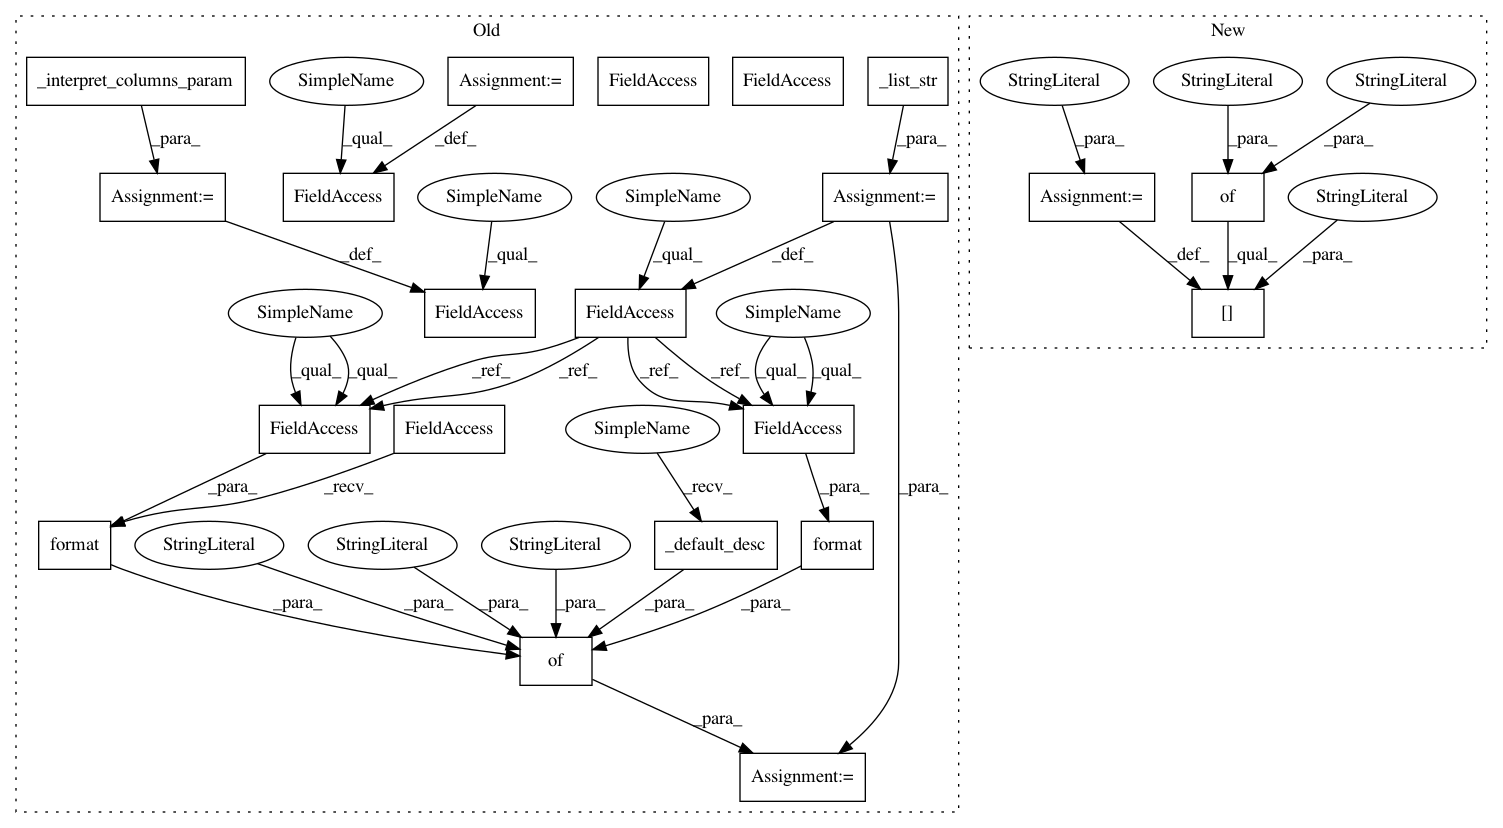 Old
New
_interpret_columns_param
SimpleName
Assignment:=
FieldAccess
FieldAccess
_list_str
StringLiteral
StringLiteral
StringLiteral
_para_
_qual_
_def_
_para_
_para_
_para_
_para_
Assignment:=
FieldAccess
SimpleName
SimpleName
Assignment:=
Assignment:=
of
StringLiteral
_def_
_qual_
_qual_
_def_
_def_
_qual_
_para_
SimpleName
FieldAccess
FieldAccess
SimpleName
[]
_qual_
_qual_
_ref_
_ref_
_ref_
_ref_
_qual_
_qual_
FieldAccess
FieldAccess
SimpleName
FieldAccess
_para_
_recv_
_recv_
_para_
_para_
format
StringLiteral
StringLiteral
StringLiteral
_default_desc
format
_para_
_para_
_para_
_para_
_para_
_para_
of
_para_
Assignment:=